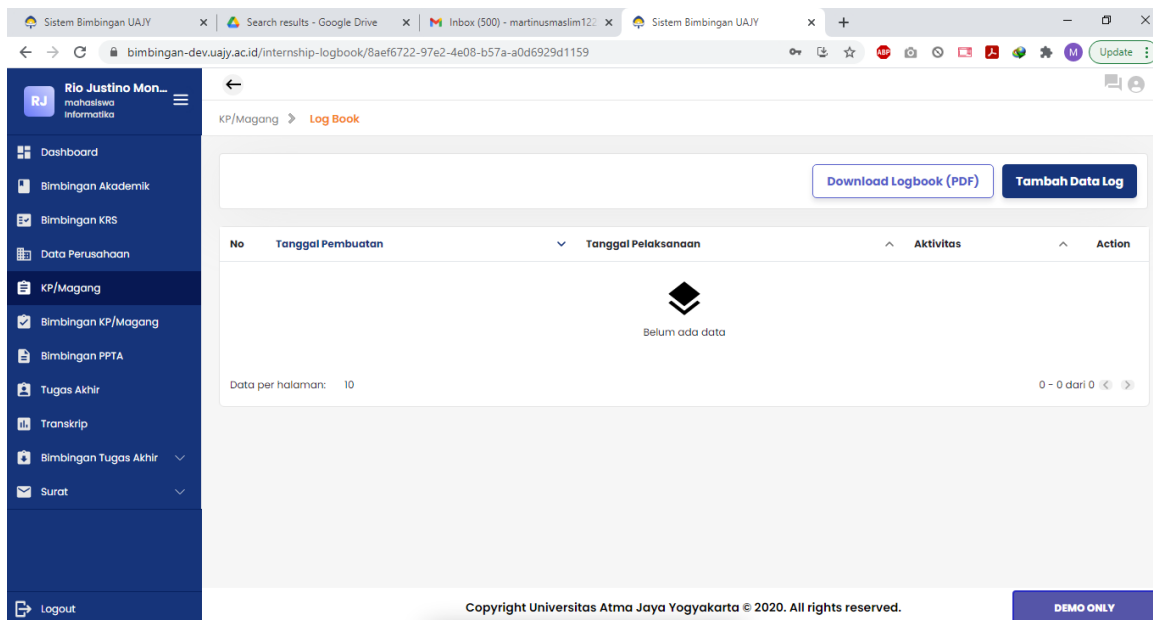 Sistem Bimbingan UAJY
Search results - Google Drive
Inbox (500) - martinusmaslim122
Sistem Bimbingan UAJY
bimbingan-dev.uajy.ac.id/internship-logbook/8aef6722-97e2-4e08-b57a-a0d6929d1159
ABP
M
Update
RJ
Rio Justino Mon...
mahasiswa
Informatika
KP/Magang
Log Book
Dashboard
Bimbingan Akademik
Bimbingan KRS
Data Perusahaan
KP/Magang
Bimbingan KP/Magang
Bimbingan PPTA
Tugas Akhir
Transkrip
Bimbingan Tugas Akhir
Surat
Logout
Download Logbook (PDF)
Tambah Data Log
No Tanggal Pembuatan Tanggal Pelaksanaan Aktivitas Action
Belum ada data
Data per halaman: 10
0 - 0 dari 0
Copyright Universitas Atma Jaya Yogyakarta © 2020. All rights reserved.
DEMO ONLY